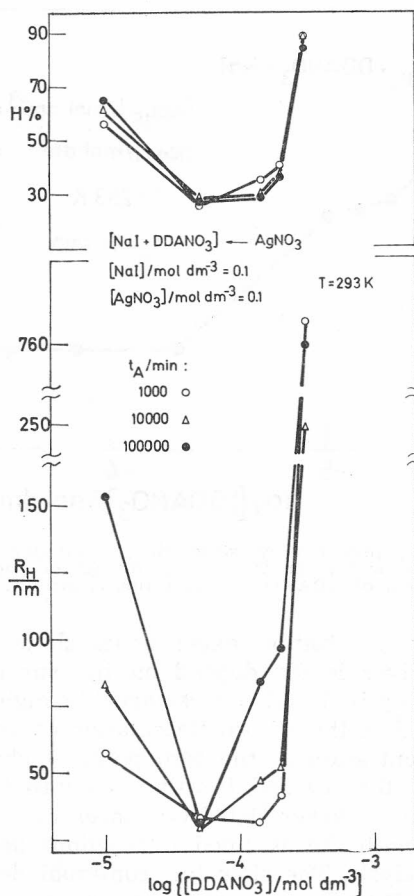 90
70
H%
50
30
[NaI + DDANO₃] ← AgNO₃
[NaI]/mol dm⁻³ = 0.1
[AgNO₃]/mol dm⁻³ = 0.1
T = 293 K
760
tA/min :
1000
10000
100000
250
150
RH
nm
100
50
-5
-4
-3
log{[DDANO₃]/mol dm⁻³}